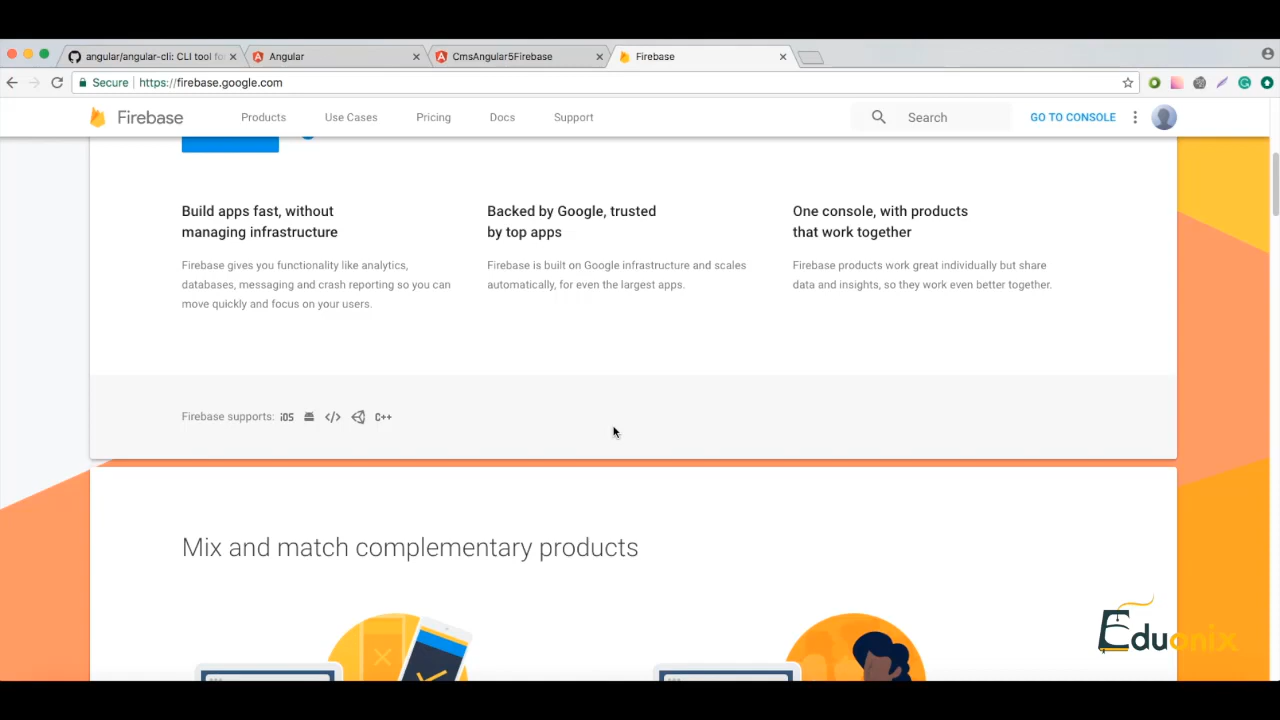 angular/angular-cli: CLI tool fo
Angular
CmsAngular5Firebase
Firebase
Secure
https://firebase.google.com
Firebase
Products
Use Cases
Pricing
Docs
Support
Search
GO TO CONSOLE
Build apps fast, without
managing infrastructure
Firebase gives you functionality like analytics,
databases, messaging and crash reporting so you can
move quickly and focus on your users.
Backed by Google, trusted
by top apps
Firebase is built on Google infrastructure and scales
automatically, for even the largest apps.
One console, with products
that work together
Firebase products work great individually but share
data and insights, so they work even better together.
Firebase supports: iOS </> C++
Mix and match complementary products
Eduonix